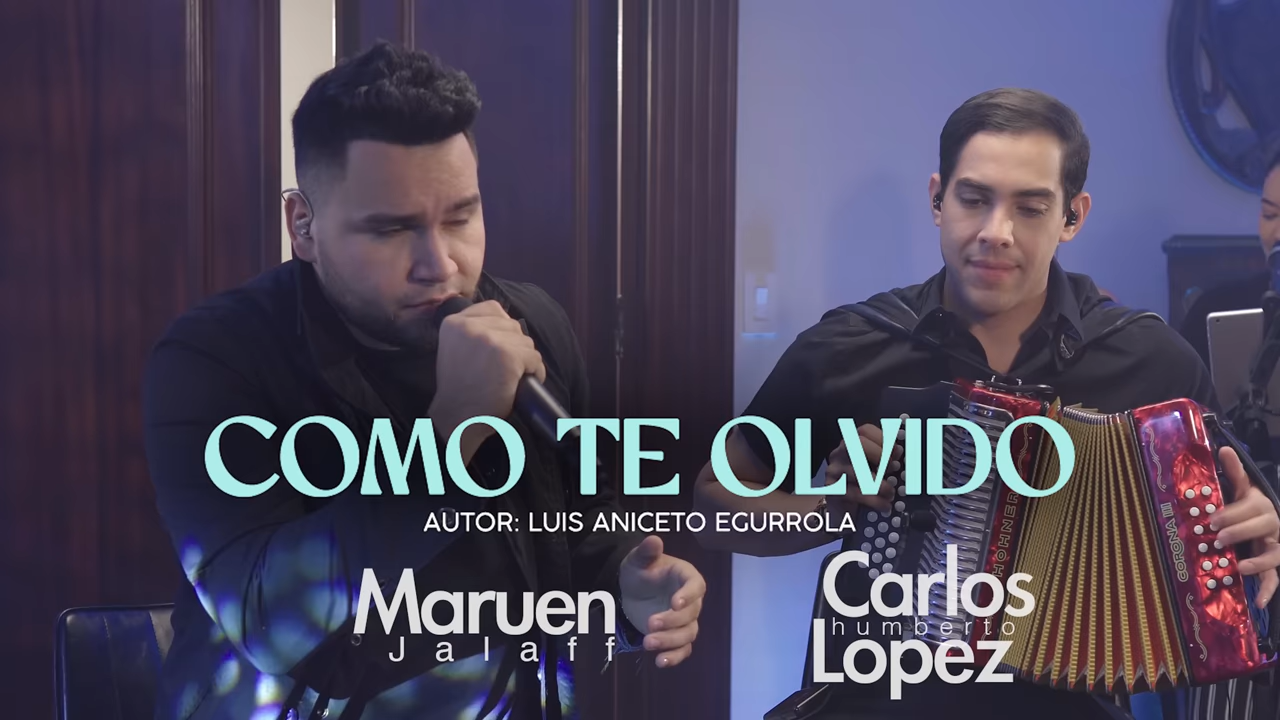 COMO TE OLVIDO
AUTOR: LUIS ANICETO EGURROLA
Maruen
Jalaff
Carlos
humberto
Lopez
HOHNER
CORONA III